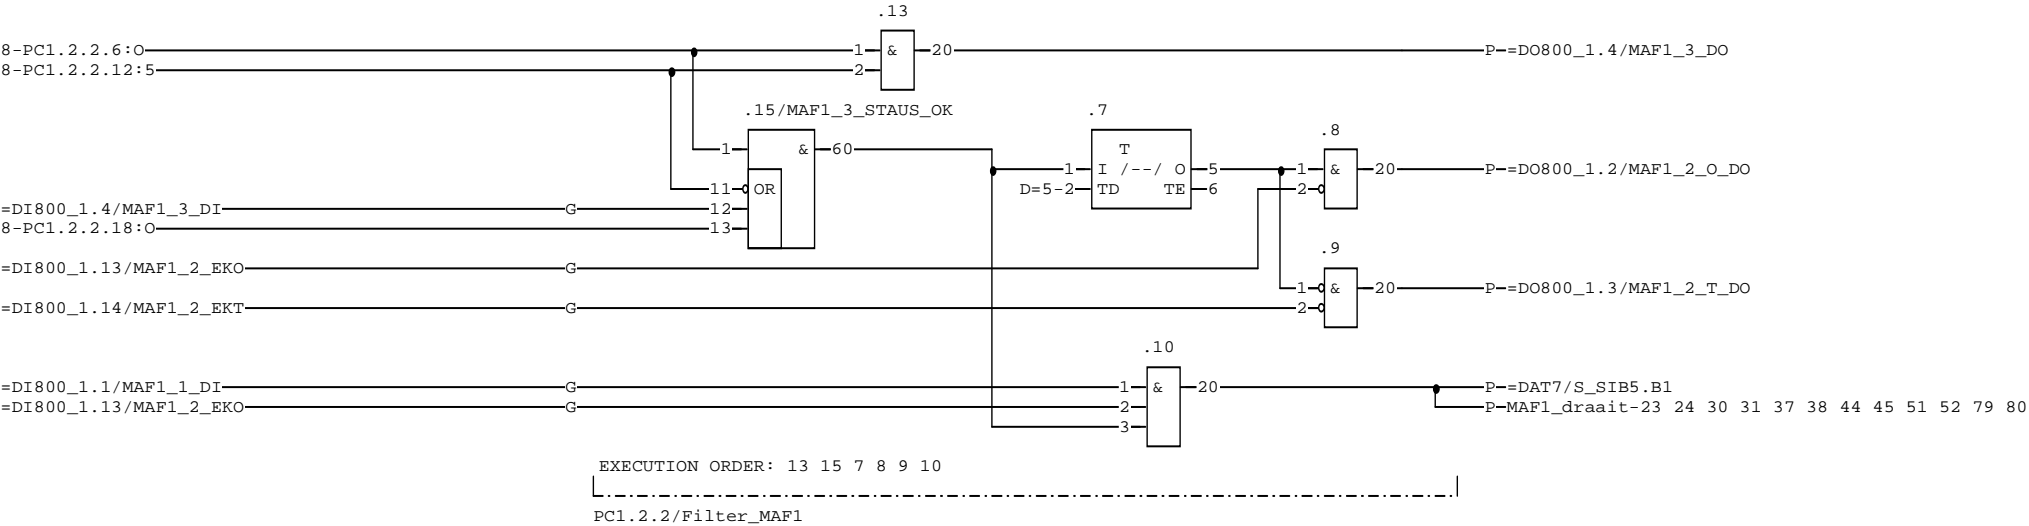 .13
8-PC1.2.2.6:O 1 & 20 P =DO800_1.4/MAF1_3_DO
8-PC1.2.2.12:5 2
.15/MAF1_3_STAUS_OK .7
.8
1 & 60 T
1 I /--/ O 5 1 & 20 P =DO800_1.2/MAF1_2_O_DO
11 OR D=5-2 TD TE 6 2
=DI800_1.4/MAF1_3_DI G 12
8-PC1.2.2.18:O 13
.9
=DI800_1.13/MAF1_2_EKO G
1 & 20 P =DO800_1.3/MAF1_2_T_DO
=DI800_1.14/MAF1_2_EKT G 2
.10
=DI800_1.1/MAF1_1_DI G 1 & 20 P =DAT7/S_SIB5.B1
=DI800_1.13/MAF1_2_EKO G 2 P MAF1_draait-23 24 30 31 37 38 44 45 51 52 79 80
3
EXECUTION ORDER: 13 15 7 8 9 10
PC1.2.2/Filter_MAF1